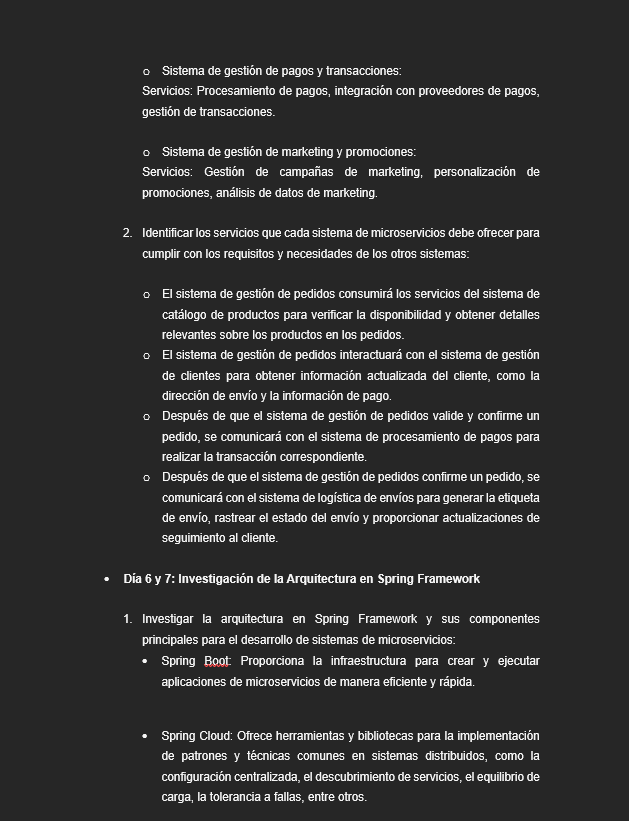 o Sistema de gestión de pagos y transacciones:
Servicios: Procesamiento de pagos, integración con proveedores de pagos,
gestión de transacciones.
o Sistema de gestión de marketing y promociones:
Servicios: Gestión de campañas de marketing, personalización de
promociones, análisis de datos de marketing.
2. Identificar los servicios que cada sistema de microservicios debe ofrecer para
cumplir con los requisitos y necesidades de los otros sistemas:
o El sistema de gestión de pedidos consumirá los servicios del sistema de
catálogo de productos para verificar la disponibilidad y obtener detalles
relevantes sobre los productos en los pedidos.
o El sistema de gestión de pedidos interactuará con el sistema de gestión
de clientes para obtener información actualizada del cliente, como la
dirección de envío y la información de pago.
o Después de que el sistema de gestión de pedidos valide y confirme un
pedido, se comunicará con el sistema de procesamiento de pagos para
realizar la transacción correspondiente.
o Después de que el sistema de gestión de pedidos confirme un pedido, se
comunicará con el sistema de logística de envíos para generar la etiqueta
de envío, rastrear el estado del envío y proporcionar actualizaciones de
seguimiento al cliente.
• Día 6 y 7: Investigación de la Arquitectura en Spring Framework
1. Investigar la arquitectura en Spring Framework y sus componentes
principales para el desarrollo de sistemas de microservicios:
• Spring Boot: Proporciona la infraestructura para crear y ejecutar
aplicaciones de microservicios de manera eficiente y rápida.
• Spring Cloud: Ofrece herramientas y bibliotecas para la implementación
de patrones y técnicas comunes en sistemas distribuidos, como la
configuración centralizada, el descubrimiento de servicios, el equilibrio de
carga, la tolerancia a fallas, entre otros.